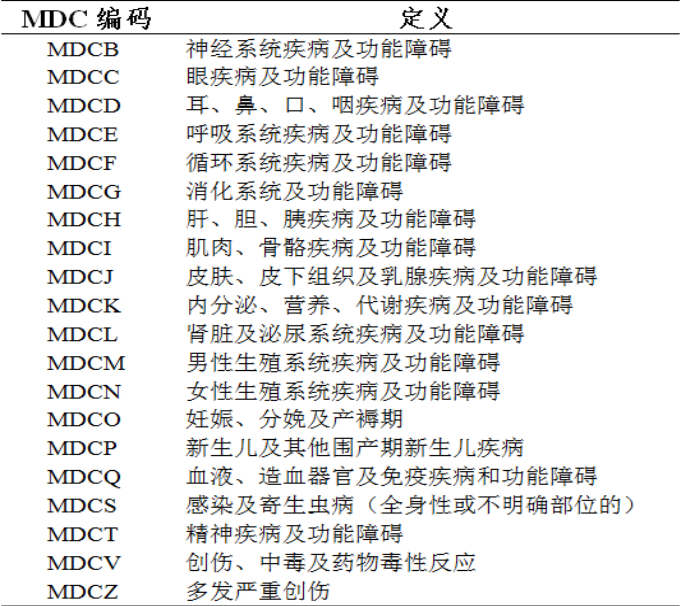 MDC 编码 定义
MDCB 神经系统疾病及功能障碍
MDCC 眼疾病及功能障碍
MDCD 耳、鼻、口、咽疾病及功能障碍
MDCE 呼吸系统疾病及功能障碍
MDCF 循环系统疾病及功能障碍
MDCG 消化系统及功能障碍
MDCH 肝、胆、胰疾病及功能障碍
MDCI 肌肉、骨骼疾病及功能障碍
MDCJ 皮肤、皮下组织及乳腺疾病及功能障碍
MDCK 内分泌、营养、代谢疾病及功能障碍
MDCL 肾脏及泌尿系统疾病及功能障碍
MDCM 男性生殖系统疾病及功能障碍
MDCN 女性生殖系统疾病及功能障碍
MDCO 妊娠、分娩及产褥期
MDCP 新生儿及其他围产期新生儿疾病
MDCQ 血液、造血器官及免疫疾病和功能障碍
MDCS 感染及寄生虫病（全身性或不明确部位的）
MDCT 精神疾病及功能障碍
MDCV 创伤、中毒及药物毒性反应
MDCZ 多发严重创伤